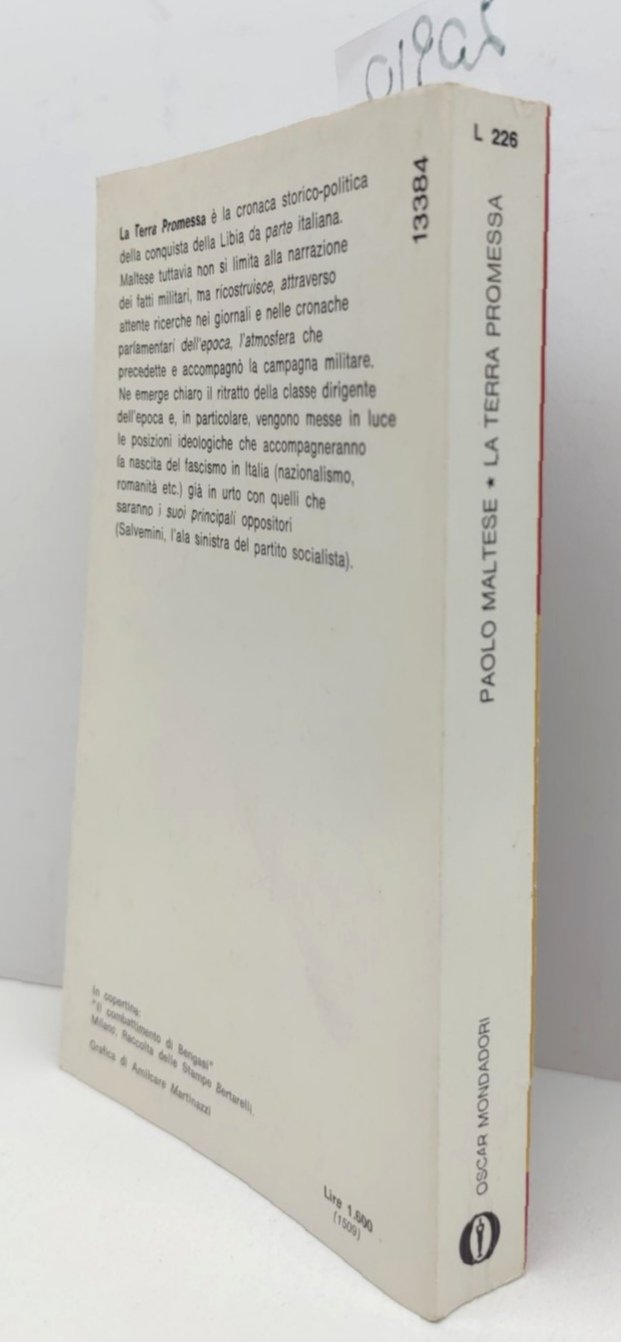 La Terra Promessa è la cronaca storico-politica
della conquista della Libia da parte italiana.
Maltese tuttavia non si limita alla narrazione
dei fatti militari, ma ricostruisce, attraverso
attente ricerche nei giornali e nelle cronache
parlamentari dell'epoca, l'atmosfera che
precedette e accompagnò la campagna militare.
Ne emerge chiaro il ritratto della classe dirigente
dell'epoca e, in particolare, vengono messe in luce
le posizioni ideologiche che accompagneranno
la nascita del fascismo in Italia (nazionalismo,
romanità etc.) già in urto con quelli che
saranno i suoi principali oppositori
(Salvemini, l'ala sinistra del partito socialista).
13384
In copertina:
"Il combattimento di Bengasi"
Milano, Raccolta delle Stampe Bertarelli.
Grafica di Amilcare Martinazzi
Lire 1.600
(1509)
L 226
PAOLO MALTESE ★ LA TERRA PROMESSA
OSCAR MONDADORI